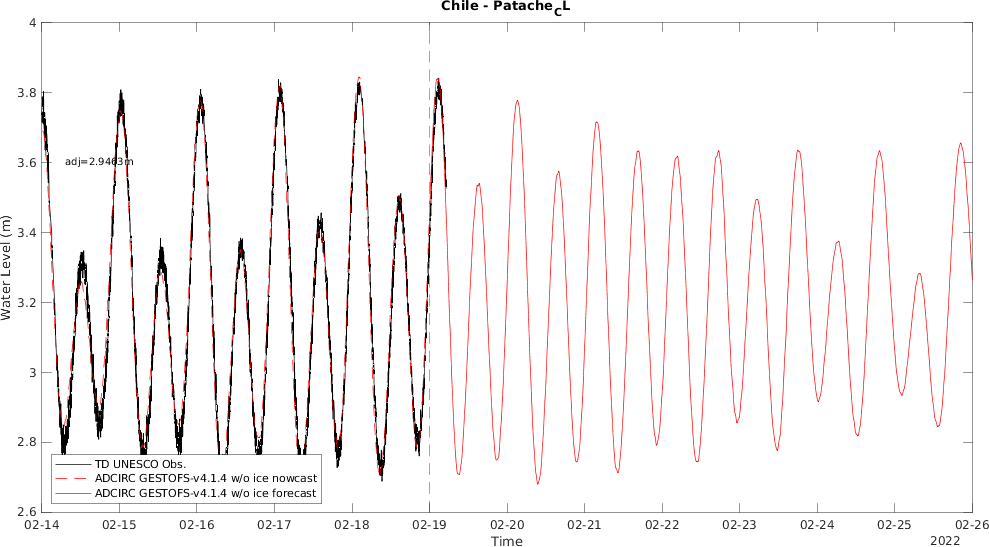 Chile - PatacheCL
4
3.8
3.6
3.4
3.2
3
2.8
2.6
Water Level (m)
adj=2.9463m
TD UNESCO Obs.
ADCIRC GESTOFS-v4.1.4 w/o ice nowcast
ADCIRC GESTOFS-v4.1.4 w/o ice forecast
02-14 02-15 02-16 02-17 02-18 02-19 02-20 02-21 02-22 02-23 02-24 02-25 02-26
Time
2022